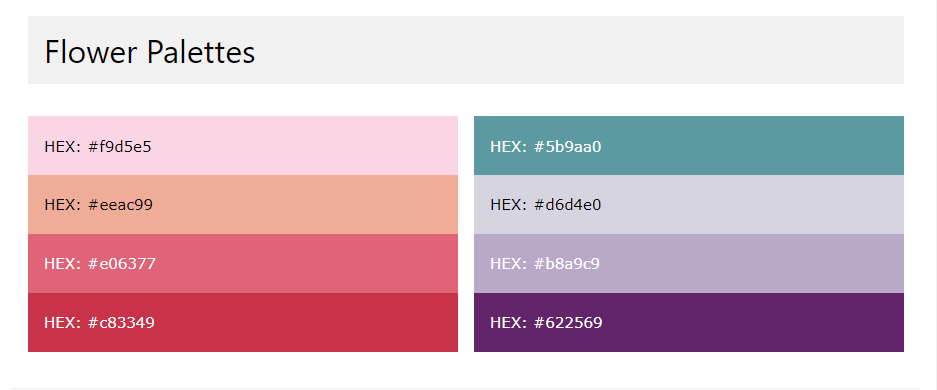 Flower Palettes
HEX: #f9d5e5
HEX: #eeac99
HEX: #e06377
HEX: #c83349
HEX: #5b9aa0
HEX: #d6d4e0
HEX: #b8a9c9
HEX: #622569